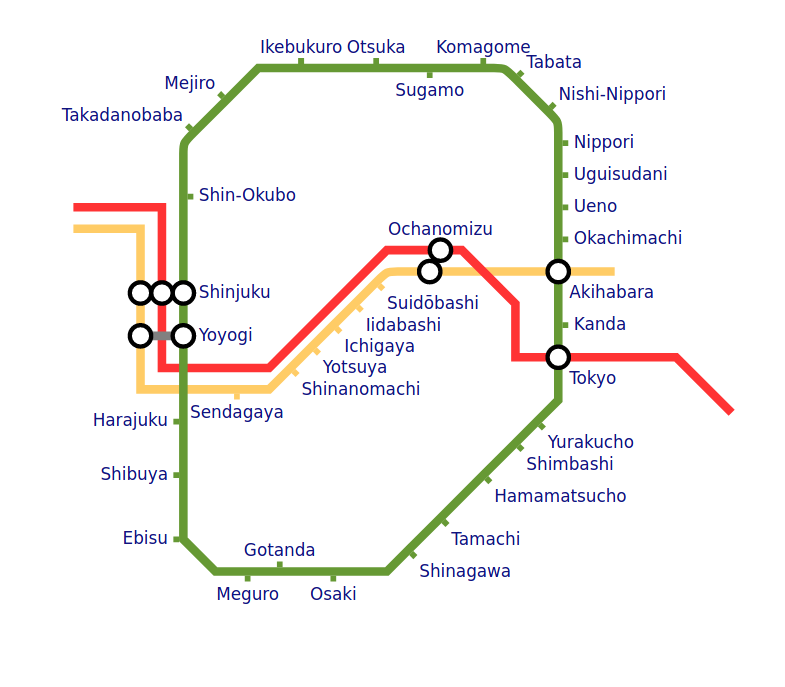 Ikebukuro
Otsuka
Komagome
Tabata
Mejiro
Sugamo
Nishi-Nippori
Takadanobaba
Nippori
Uguisudani
Shin-Okubo
Ueno
Ochanomizu
Okachimachi
Shinjuku
Akihabara
Suidōbashi
Iidabashi
Kanda
Yoyogi
Ichigaya
Yotsuya
Tokyo
Shinanomachi
Sendagaya
Harajuku
Yurakucho
Shimbashi
Shibuya
Hamamatsucho
Ebisu
Tamachi
Gotanda
Shinagawa
Meguro
Osaki